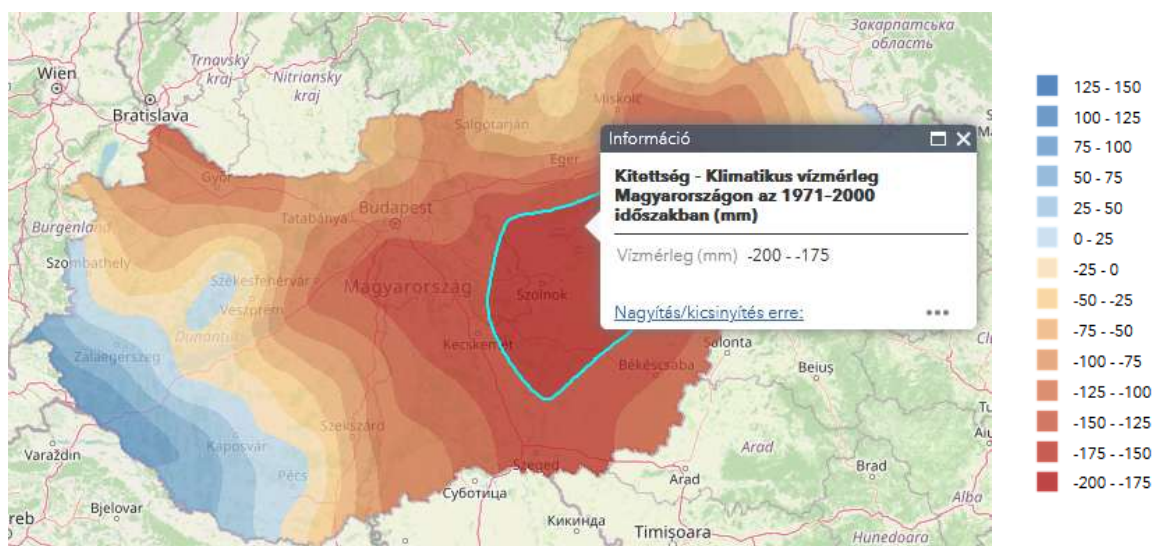 Закарпатська
область
Trnavský
kraj
Nitriansky
kraj
Wien
Bratislava
Miskolc
Salgótarján
Eger
Győr
Tatabánya
Budapest
Burgenland
Szombathely
Székesfehérvár
Magyarország
Veszprém
Dunántúl
Szolnok
Kecskemét
Zalaegerszeg
Békéscsaba
Salonta
Beiuș
Szekszárd
Kaposvár
Pécs
Varaždin
Szeged
Arad
Brad
Суботица
Arad
Alba
Bjelovar
reb
Кикинда
Timișoara
Hunedoara
Információ
Kitettség - Klimatikus vízmérleg
Magyarországon az 1971-2000
időszakban (mm)
Vízmérleg (mm) -200 - -175
Nagyítás/kicsinyítés erre:
125 - 150
100 - 125
75 - 100
50 - 75
25 - 50
0 - 25
-25 - 0
-50 - -25
-75 - -50
-100 - -75
-125 - -100
-150 - -125
-175 - -150
-200 - -175